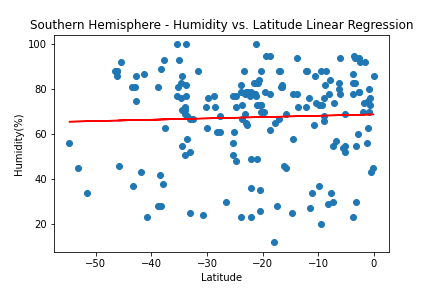 Southern Hemisphere - Humidity vs. Latitude Linear Regression
100
80
60
40
20
Humidity(%)
−50 −40 −30 −20 −10 0
Latitude